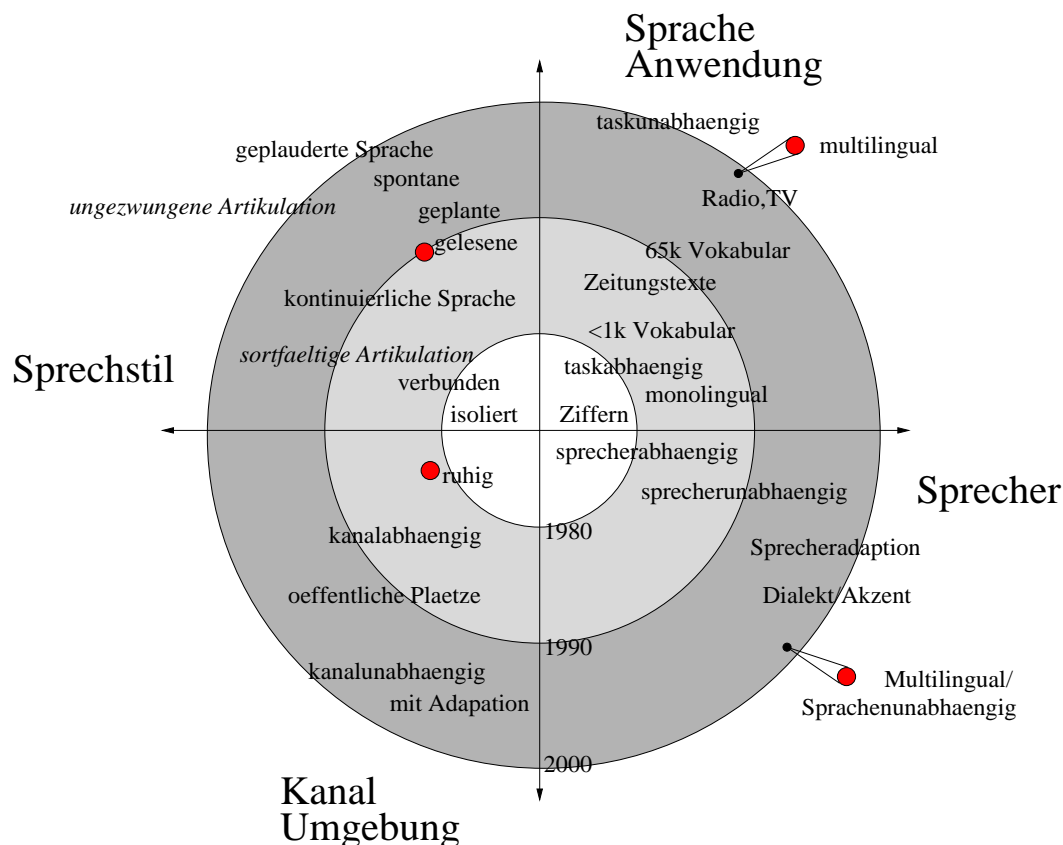 Sprache
Anwendung
taskunabhaengig
multilingual
geplauderte Sprache
spontane
Radio,TV
ungezwungene Artikulation
geplante
gelesene
65k Vokabular
Zeitungstexte
kontinuierliche Sprache
<1k Vokabular
sortfaeltige Artikulation
taskabhaengig
Sprechstil
verbunden
monolingual
isoliert
Ziffern
sprecherabhaengig
ruhig
sprecherunabhaengig
Sprecher
1980
kanalabhaengig
Sprecheradaption
oeffentliche Plaetze
Dialekt/Akzent
1990
kanalunabhaengig
mit Adapation
Multilingual/
Sprachenunabhaengig
2000
Kanal
Umgebung